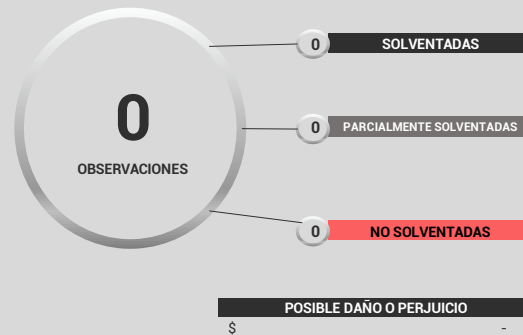 0 SOLVENTADAS
0
OBSERVACIONES
0 PARCIALMENTE SOLVENTADAS
0 NO SOLVENTADAS
POSIBLE DAÑO O PERJUICIO
$ -